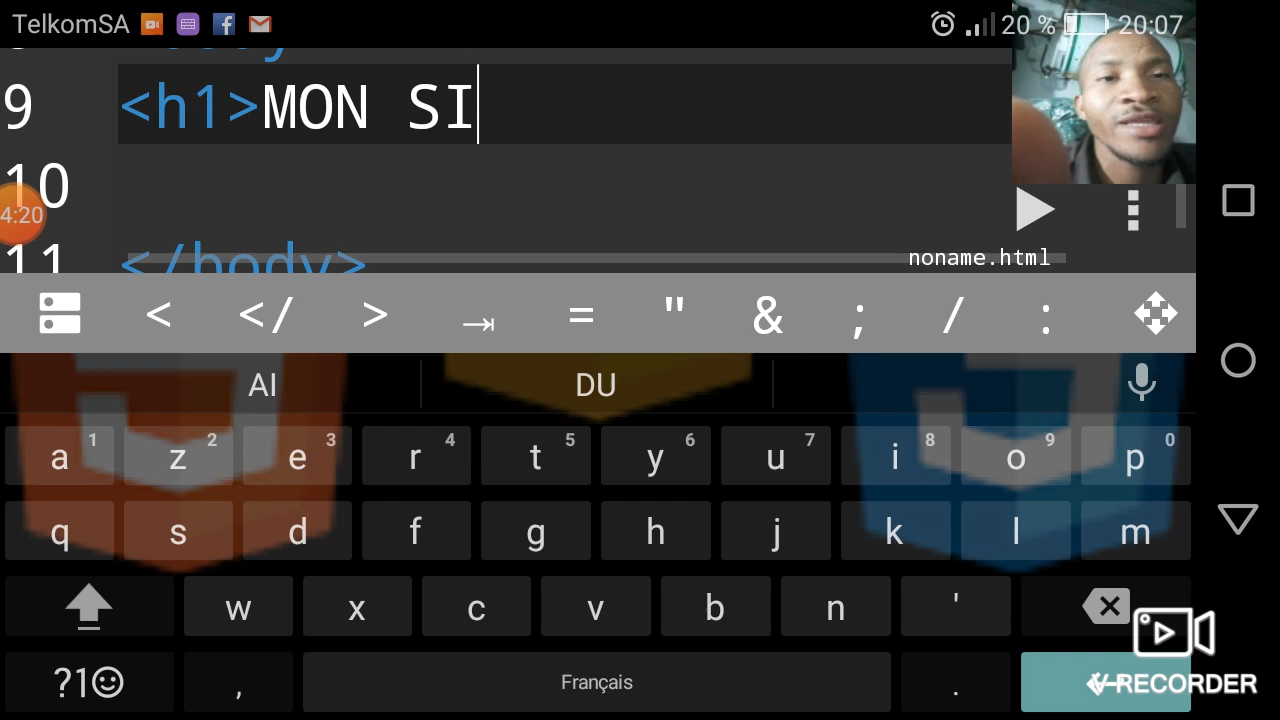 TelkomSA 20 % 20:07
9 <h1>MON SI
10
4:20
11 </body>
noname.html
< </ > = " & ; / :
AI DU
a 1 z 2 e 3 r 4 t 5 y 6 u 7 i 8 o 9 p 0
q s d f g h j k l m
w x c v b n '
?1 , Français .
V-RECORDER